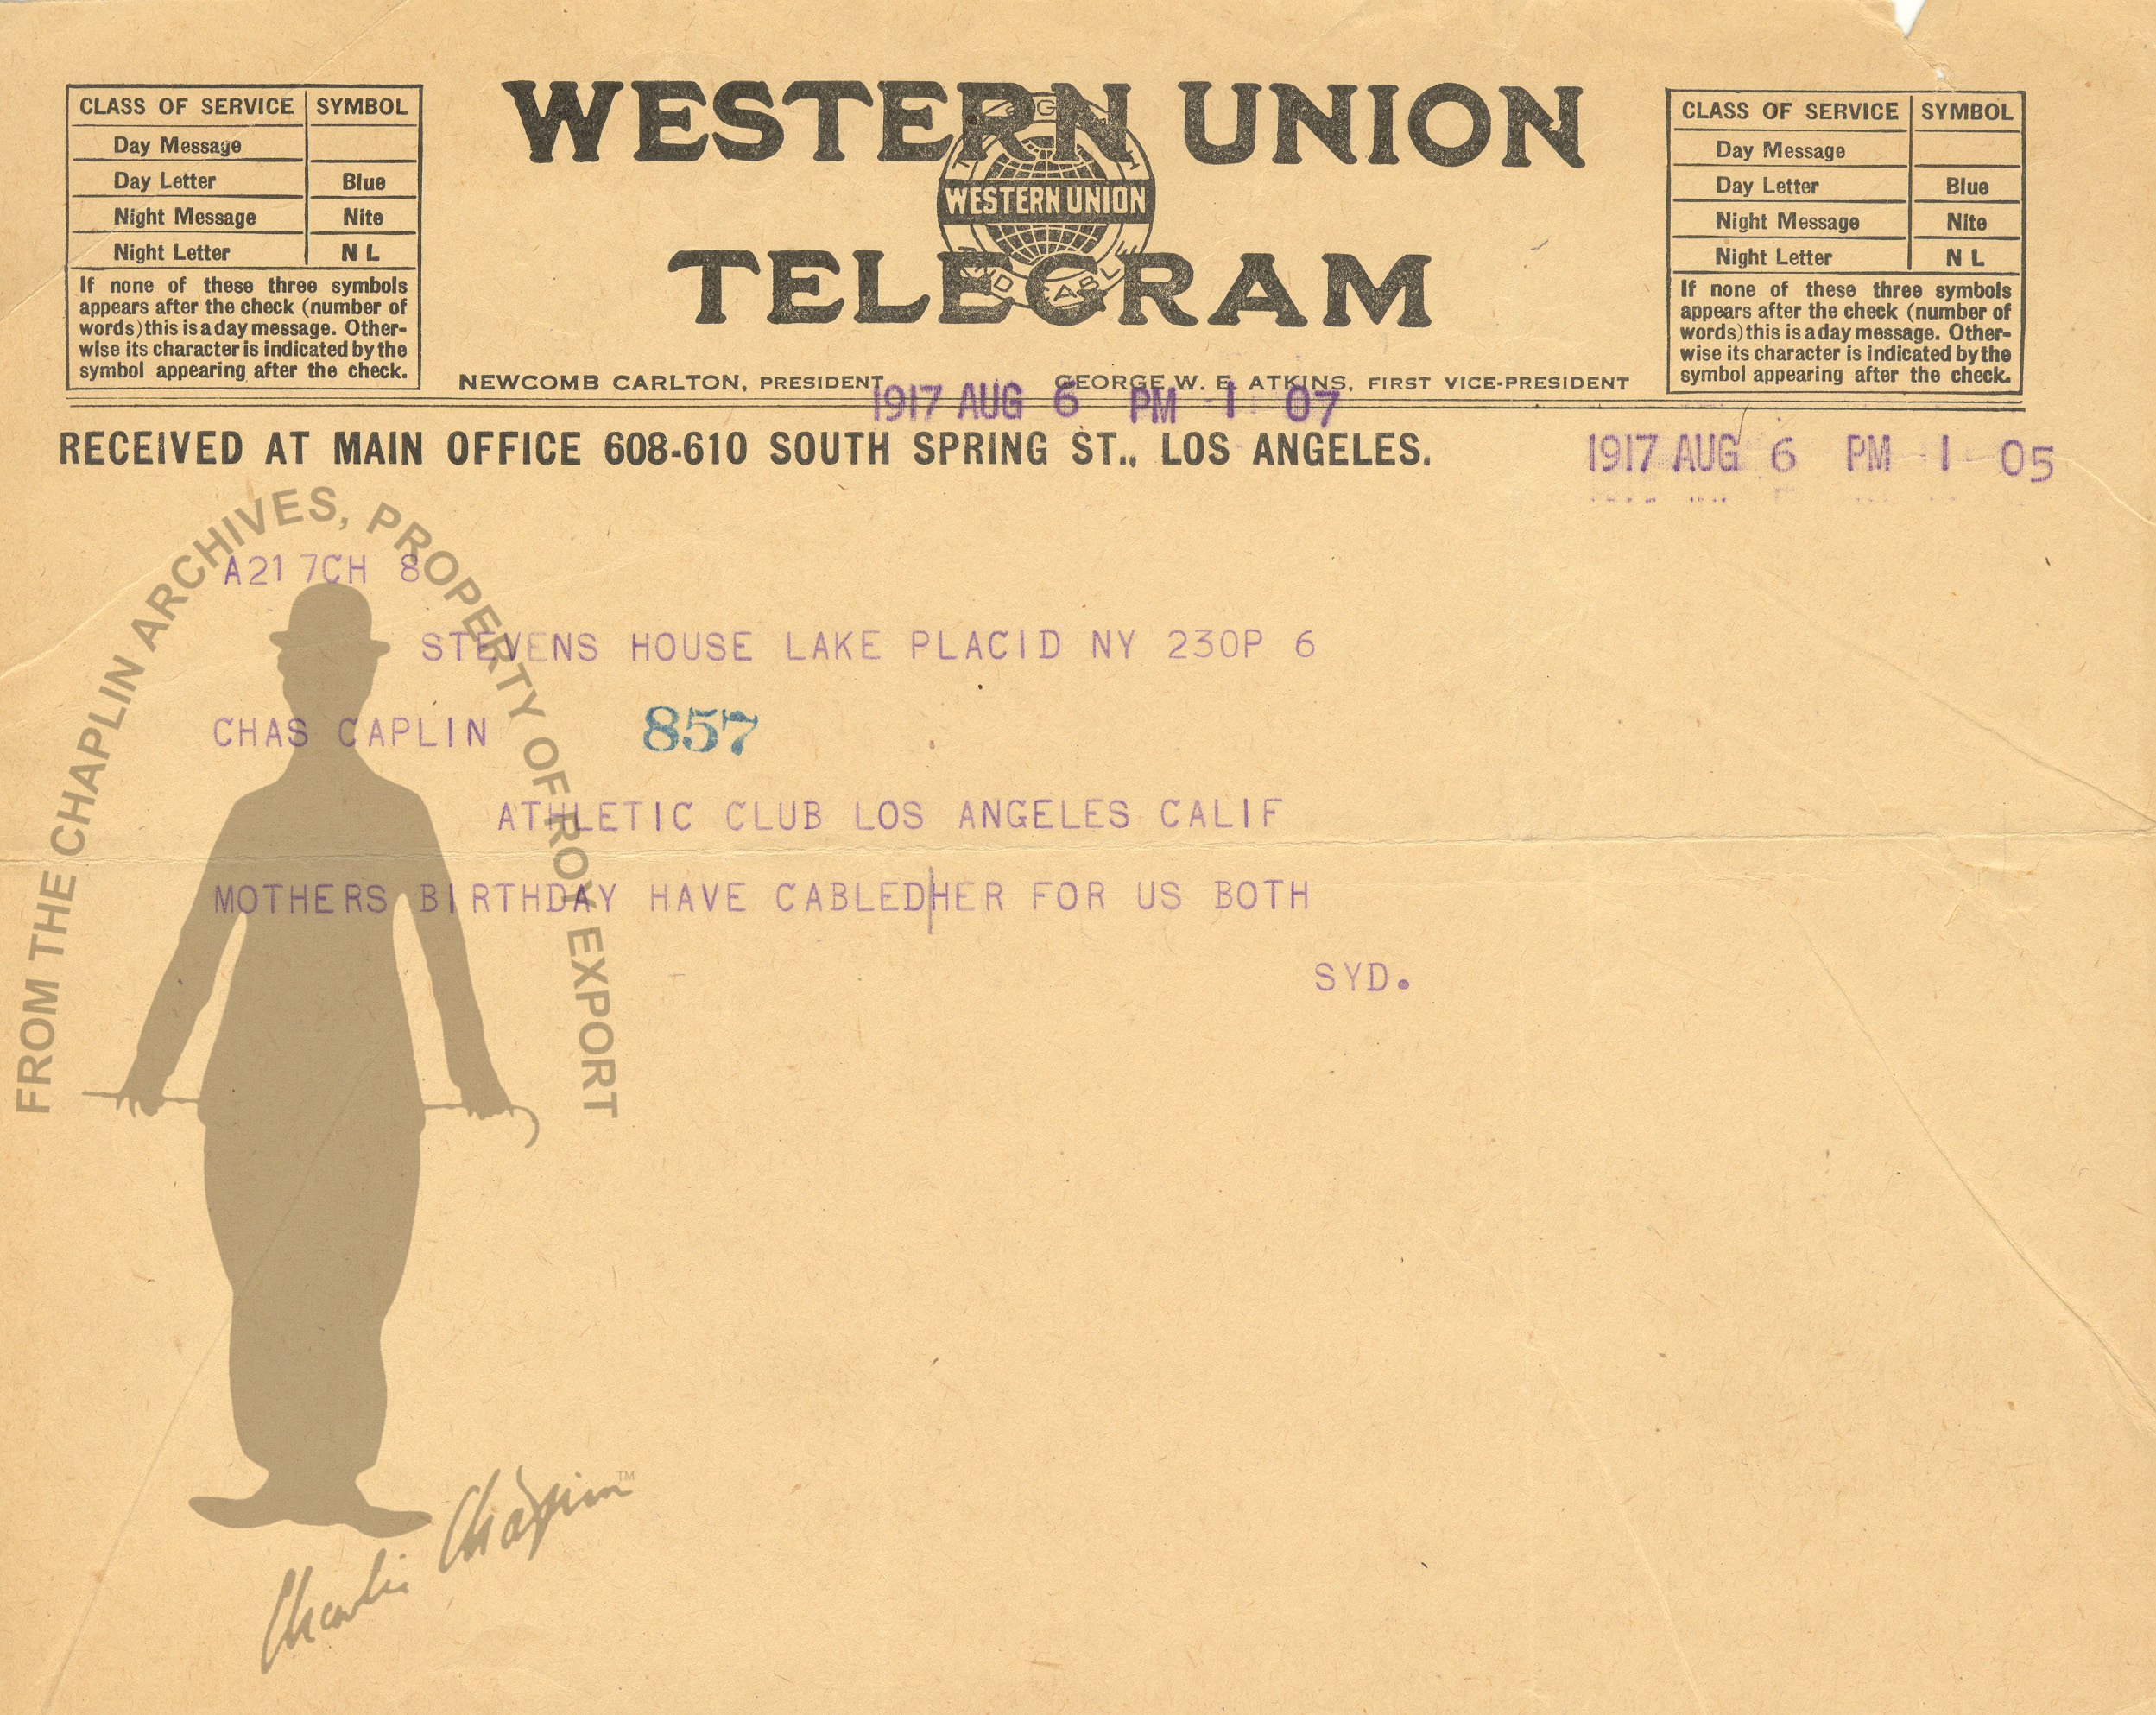 WESTERN UNION
WESTERN UNION
TELEGRAM
CLASS OF SERVICE SYMBOL
Day Message
Day Letter Blue
Night Message Nite
Night Letter N L
If none of these three symbols
appears after the check (number of
words) this is a day message. Other-
wise its character is indicated by the
symbol appearing after the check.
CLASS OF SERVICE SYMBOL
Day Message
Day Letter Blue
Night Message Nite
Night Letter N L
If none of these three symbols
appears after the check (number of
words) this is a day message. Other-
wise its character is indicated by the
symbol appearing after the check.
NEWCOMB CARLTON, PRESIDENT GEORGE W. E. ATKINS, FIRST VICE-PRESIDENT
1917 AUG 6 PM 1 07
RECEIVED AT MAIN OFFICE 608-610 SOUTH SPRING ST., LOS ANGELES.
1917 AUG 6 PM 1 05
A217CH 8
STEVENS HOUSE LAKE PLACID NY 230P 6
CHAS CAPLIN 857
ATHLETIC CLUB LOS ANGELES CALIF
MOTHERS BIRTHDAY HAVE CABLED|HER FOR US BOTH
SYD.
FROM THE CHAPLIN ARCHIVES, PROPERTY OF ROY EXPORT
Charlie Chaplin™